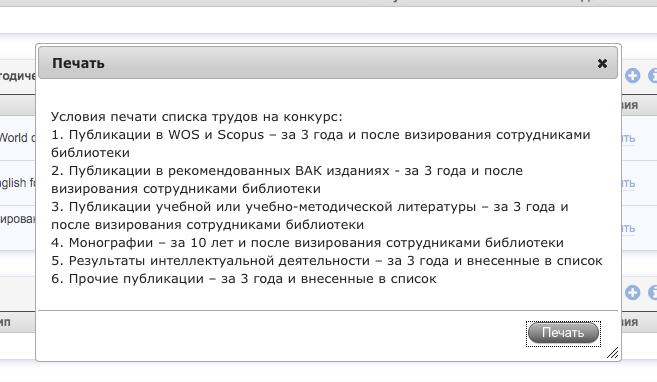 Печать
Условия печати списка трудов на конкурс:
1. Публикации в WOS и Scopus – за 3 года и после визирования сотрудниками
библиотеки
2. Публикации в рекомендованных ВАК изданиях - за 3 года и после
визирования сотрудниками библиотеки
3. Публикации учебной или учебно-методической литературы – за 3 года и
после визирования сотрудниками библиотеки
4. Монографии – за 10 лет и после визирования сотрудниками библиотеки
5. Результаты интеллектуальной деятельности – за 3 года и внесенные в список
6. Прочие публикации – за 3 года и внесенные в список
Печать
World